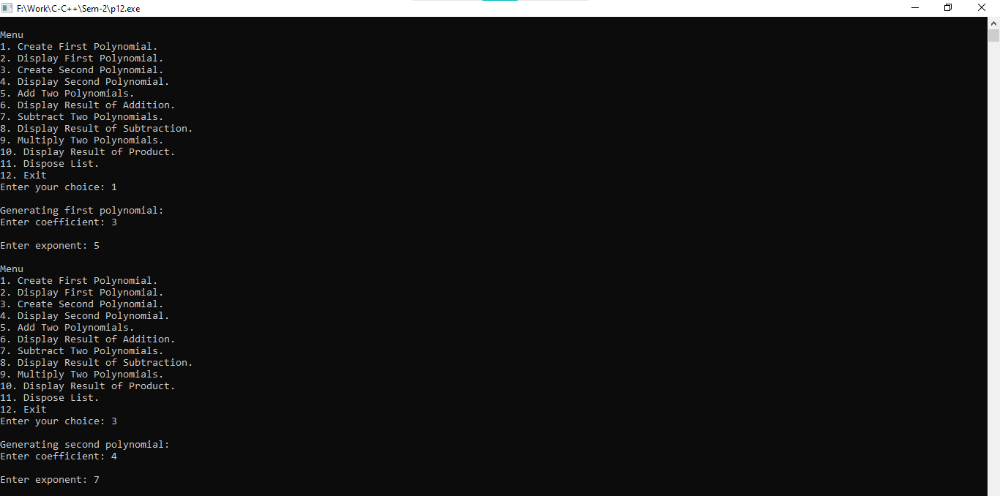 F:\Work\C-C++\Sem-2\p12.exe
Menu
1. Create First Polynomial.
2. Display First Polynomial.
3. Create Second Polynomial.
4. Display Second Polynomial.
5. Add Two Polynomials.
6. Display Result of Addition.
7. Subtract Two Polynomials.
8. Display Result of Subtraction.
9. Multiply Two Polynomials.
10. Display Result of Product.
11. Dispose List.
12. Exit
Enter your choice: 1
Generating first polynomial:
Enter coefficient: 3
Enter exponent: 5
Menu
1. Create First Polynomial.
2. Display First Polynomial.
3. Create Second Polynomial.
4. Display Second Polynomial.
5. Add Two Polynomials.
6. Display Result of Addition.
7. Subtract Two Polynomials.
8. Display Result of Subtraction.
9. Multiply Two Polynomials.
10. Display Result of Product.
11. Dispose List.
12. Exit
Enter your choice: 3
Generating second polynomial:
Enter coefficient: 4
Enter exponent: 7